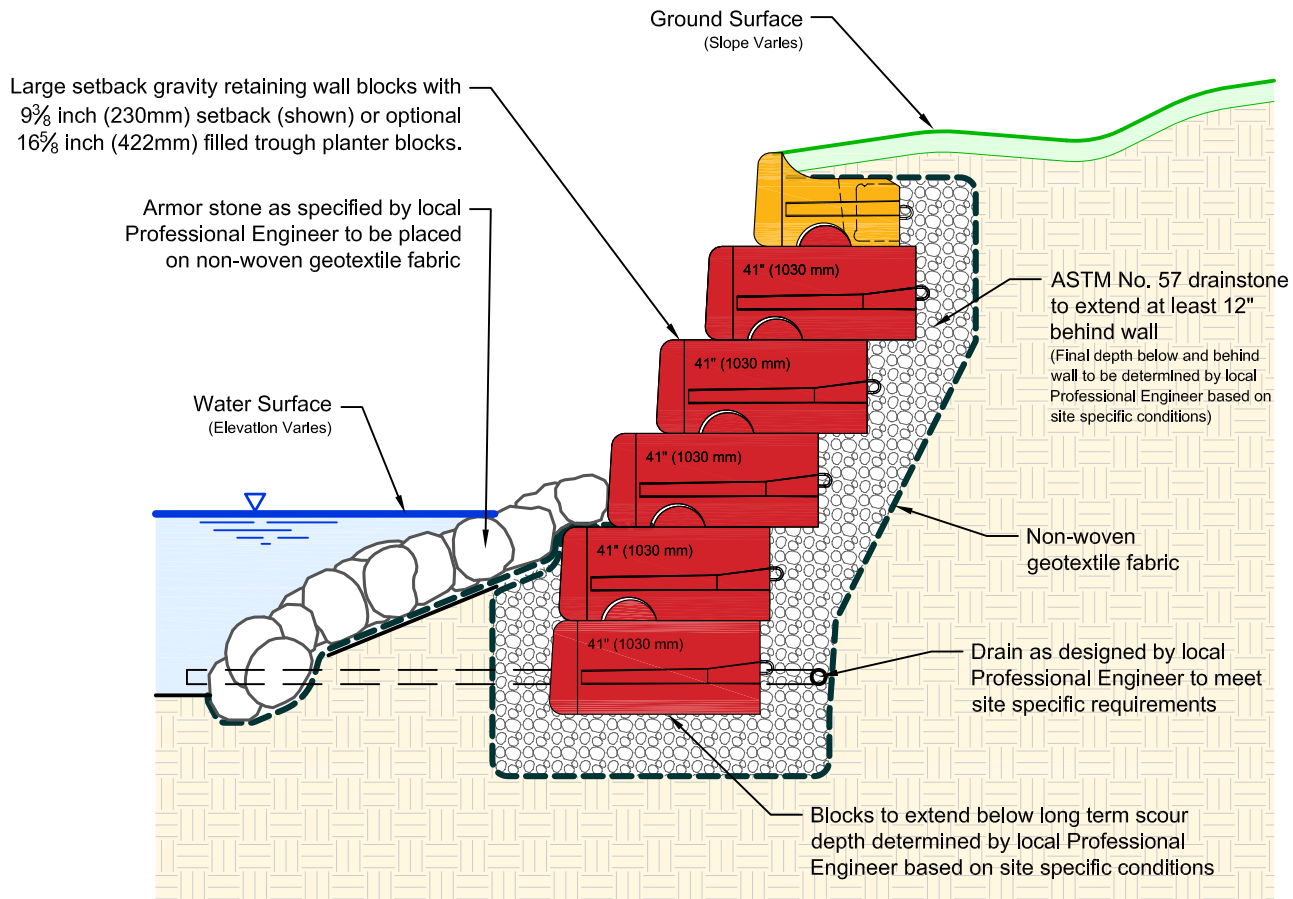 Ground Surface
(Slope Varies)
Large setback gravity retaining wall blocks with
9⅜ inch (230mm) setback (shown) or optional
16⅝ inch (422mm) filled trough planter blocks.
Armor stone as specified by local
Professional Engineer to be placed
on non-woven geotextile fabric
Water Surface
(Elevation Varies)
41" (1030 mm)
41" (1030 mm)
41" (1030 mm)
41" (1030 mm)
41" (1030 mm)
ASTM No. 57 drainstone
to extend at least 12"
behind wall
(Final depth below and behind
wall to be determined by local
Professional Engineer based on
site specific conditions)
Non-woven
geotextile fabric
Drain as designed by local
Professional Engineer to meet
site specific requirements
Blocks to extend below long term scour
depth determined by local Professional
Engineer based on site specific conditions